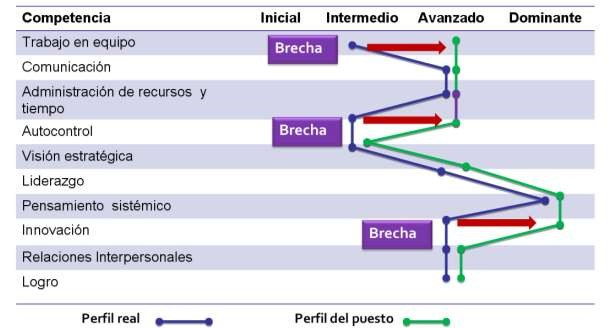 Competencia Inicial Intermedio Avanzado Dominante
Trabajo en equipo
Brecha
Comunicación
Administración de recursos y
tiempo
Autocontrol
Brecha
Visión estratégica
Liderazgo
Pensamiento sistémico
Innovación
Brecha
Relaciones Interpersonales
Logro
Perfil real Perfil del puesto